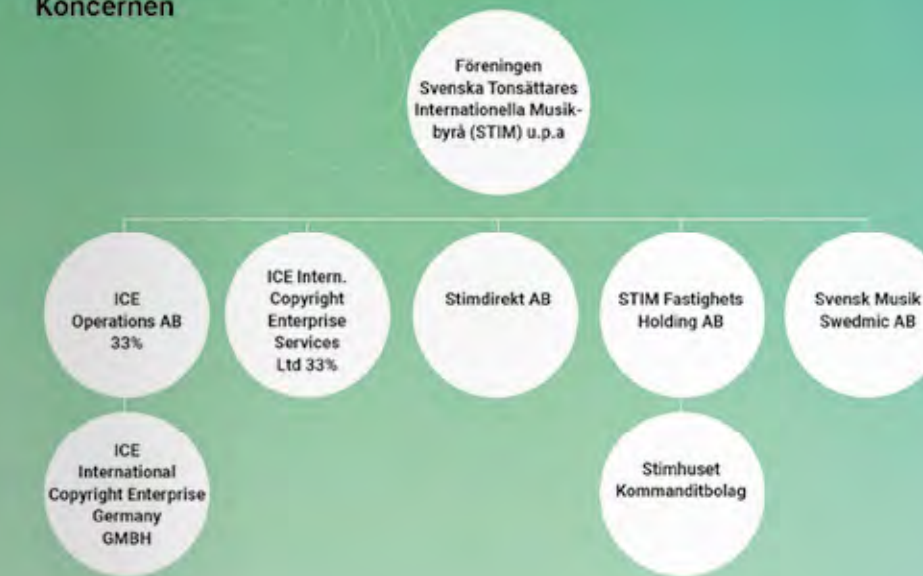 Koncernen
Föreningen
Svenska Tonsättares
Internationella Musik-
byrå (STIM) u.p.a
ICE
Operations AB
33%
ICE Intern.
Copyright
Enterprise
Services
Ltd 33%
Stimdirekt AB
STIM Fastighets
Holding AB
Svensk Musik
Swedmic AB
ICE
International
Copyright Enterprise
Germany
GMBH
Stimhuset
Kommanditbolag